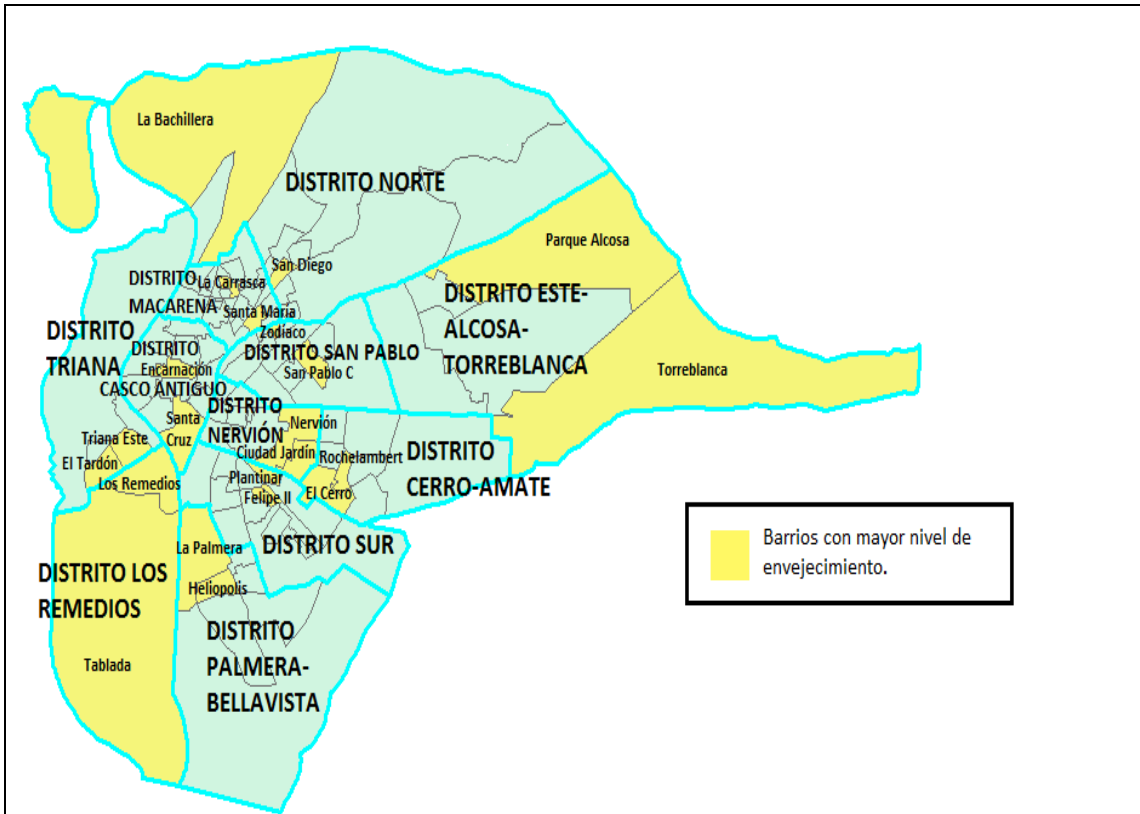 La Bachillera
DISTRITO NORTE
Parque Alcosa
San Diego
DISTRITO
MACARENA
La Carrasca
Santa María
Zodíaco
DISTRITO ESTE-
ALCOSA-
TORREBLANCA
DISTRITO
TRIANA
DISTRITO
Encarnación
CASCO ANTIGUO
DISTRITO SAN PABLO
San Pablo C
Torreblanca
Santa
Cruz
DISTRITO
NERVIÓN
Nervión
Ciudad Jardín
Triana Este
El Tardón
Los Remedios
Rochelambert
DISTRITO
CERRO-AMATE
Plantinar
Felipe II
El Cerro
La Palmera
DISTRITO SUR
DISTRITO LOS
REMEDIOS
Heliopolis
Tablada
DISTRITO
PALMERA-
BELLAVISTA
Barrios con mayor nivel de
envejecimiento.